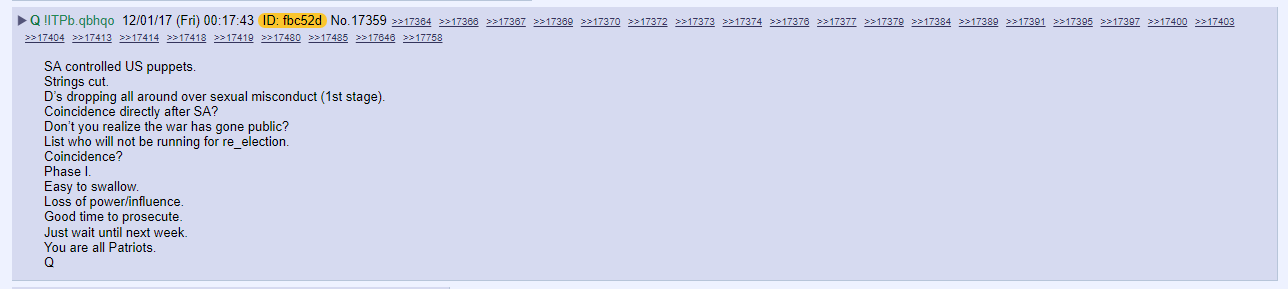 ▶Q !ITPb.qbhqo 12/01/17 (Fri) 00:17:43 ID: fbc52d No.17359 >>17364 >>17366 >>17367 >>17369 >>17370 >>17372 >>17373 >>17374 >>17376 >>17377 >>17379 >>17384 >>17389 >>17391 >>17395 >>17397 >>17400 >>17403
>>17404 >>17413 >>17414 >>17418 >>17419 >>17480 >>17485 >>17646 >>17758
SA controlled US puppets.
Strings cut.
D's dropping all around over sexual misconduct (1st stage).
Coincidence directly after SA?
Don't you realize the war has gone public?
List who will not be running for re_election.
Coincidence?
Phase I.
Easy to swallow.
Loss of power/influence.
Good time to prosecute.
Just wait until next week.
You are all Patriots.
Q